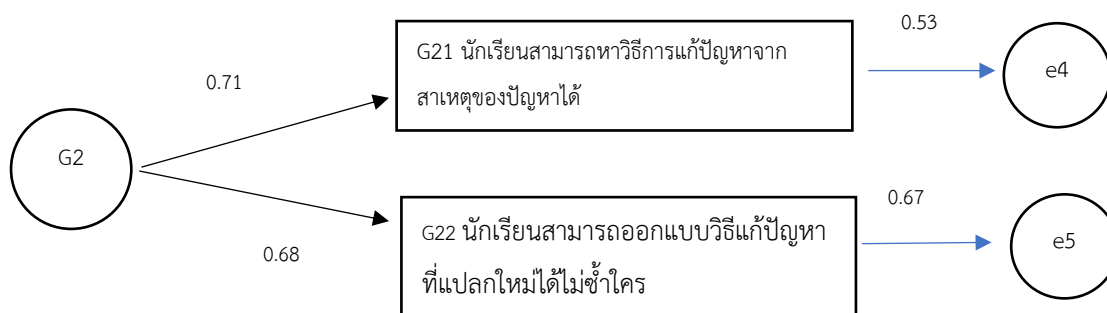 0.53
G21 นักเรียนสามารถหาวิธีการแก้ปัญหาจาก
สาเหตุของปัญหาได้
e4
0.71
G2
0.67
G22 นักเรียนสามารถออกแบบวิธีแก้ปัญหา
ที่แปลกใหม่ได้ไม่ซ้ำใคร
e5
0.68